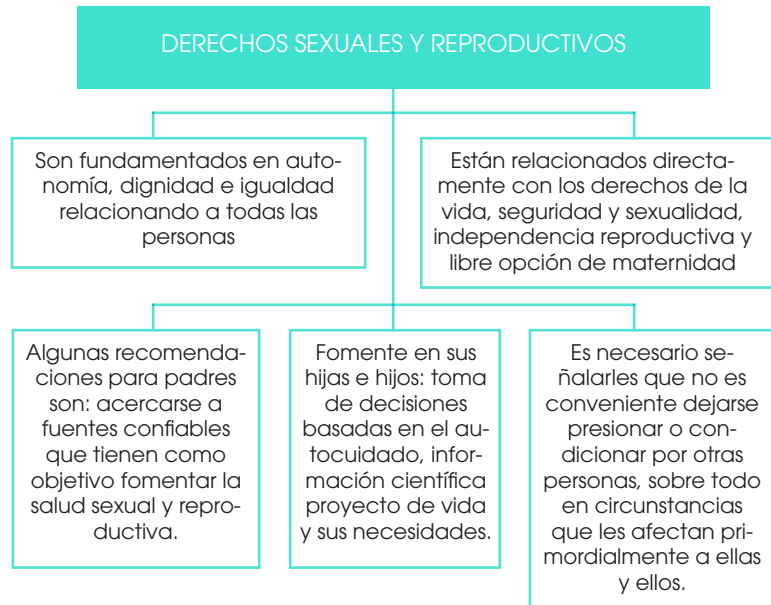 DERECHOS SEXUALES Y REPRODUCTIVOS
Son fundamentados en auto-
nomía, dignidad e igualdad
relacionando a todas las
personas
Están relacionados directa-
mente con los derechos de la
vida, seguridad y sexualidad,
independencia reproductiva y
libre opción de maternidad
Algunas recomenda-
ciones para padres
son: acercarse a
fuentes confiables
que tienen como
objetivo fomentar la
salud sexual y repro-
ductiva.
Fomente en sus
hijas e hijos: toma
de decisiones
basadas en el au-
tocuidado, infor-
mación científica
proyecto de vida
y sus necesidades.
Es necesario se-
ñalarles que no es
conveniente dejarse
presionar o con-
dicionar por otras
personas, sobre todo
en circunstancias
que les afectan pri-
mordialmente a ellas
y ellos.